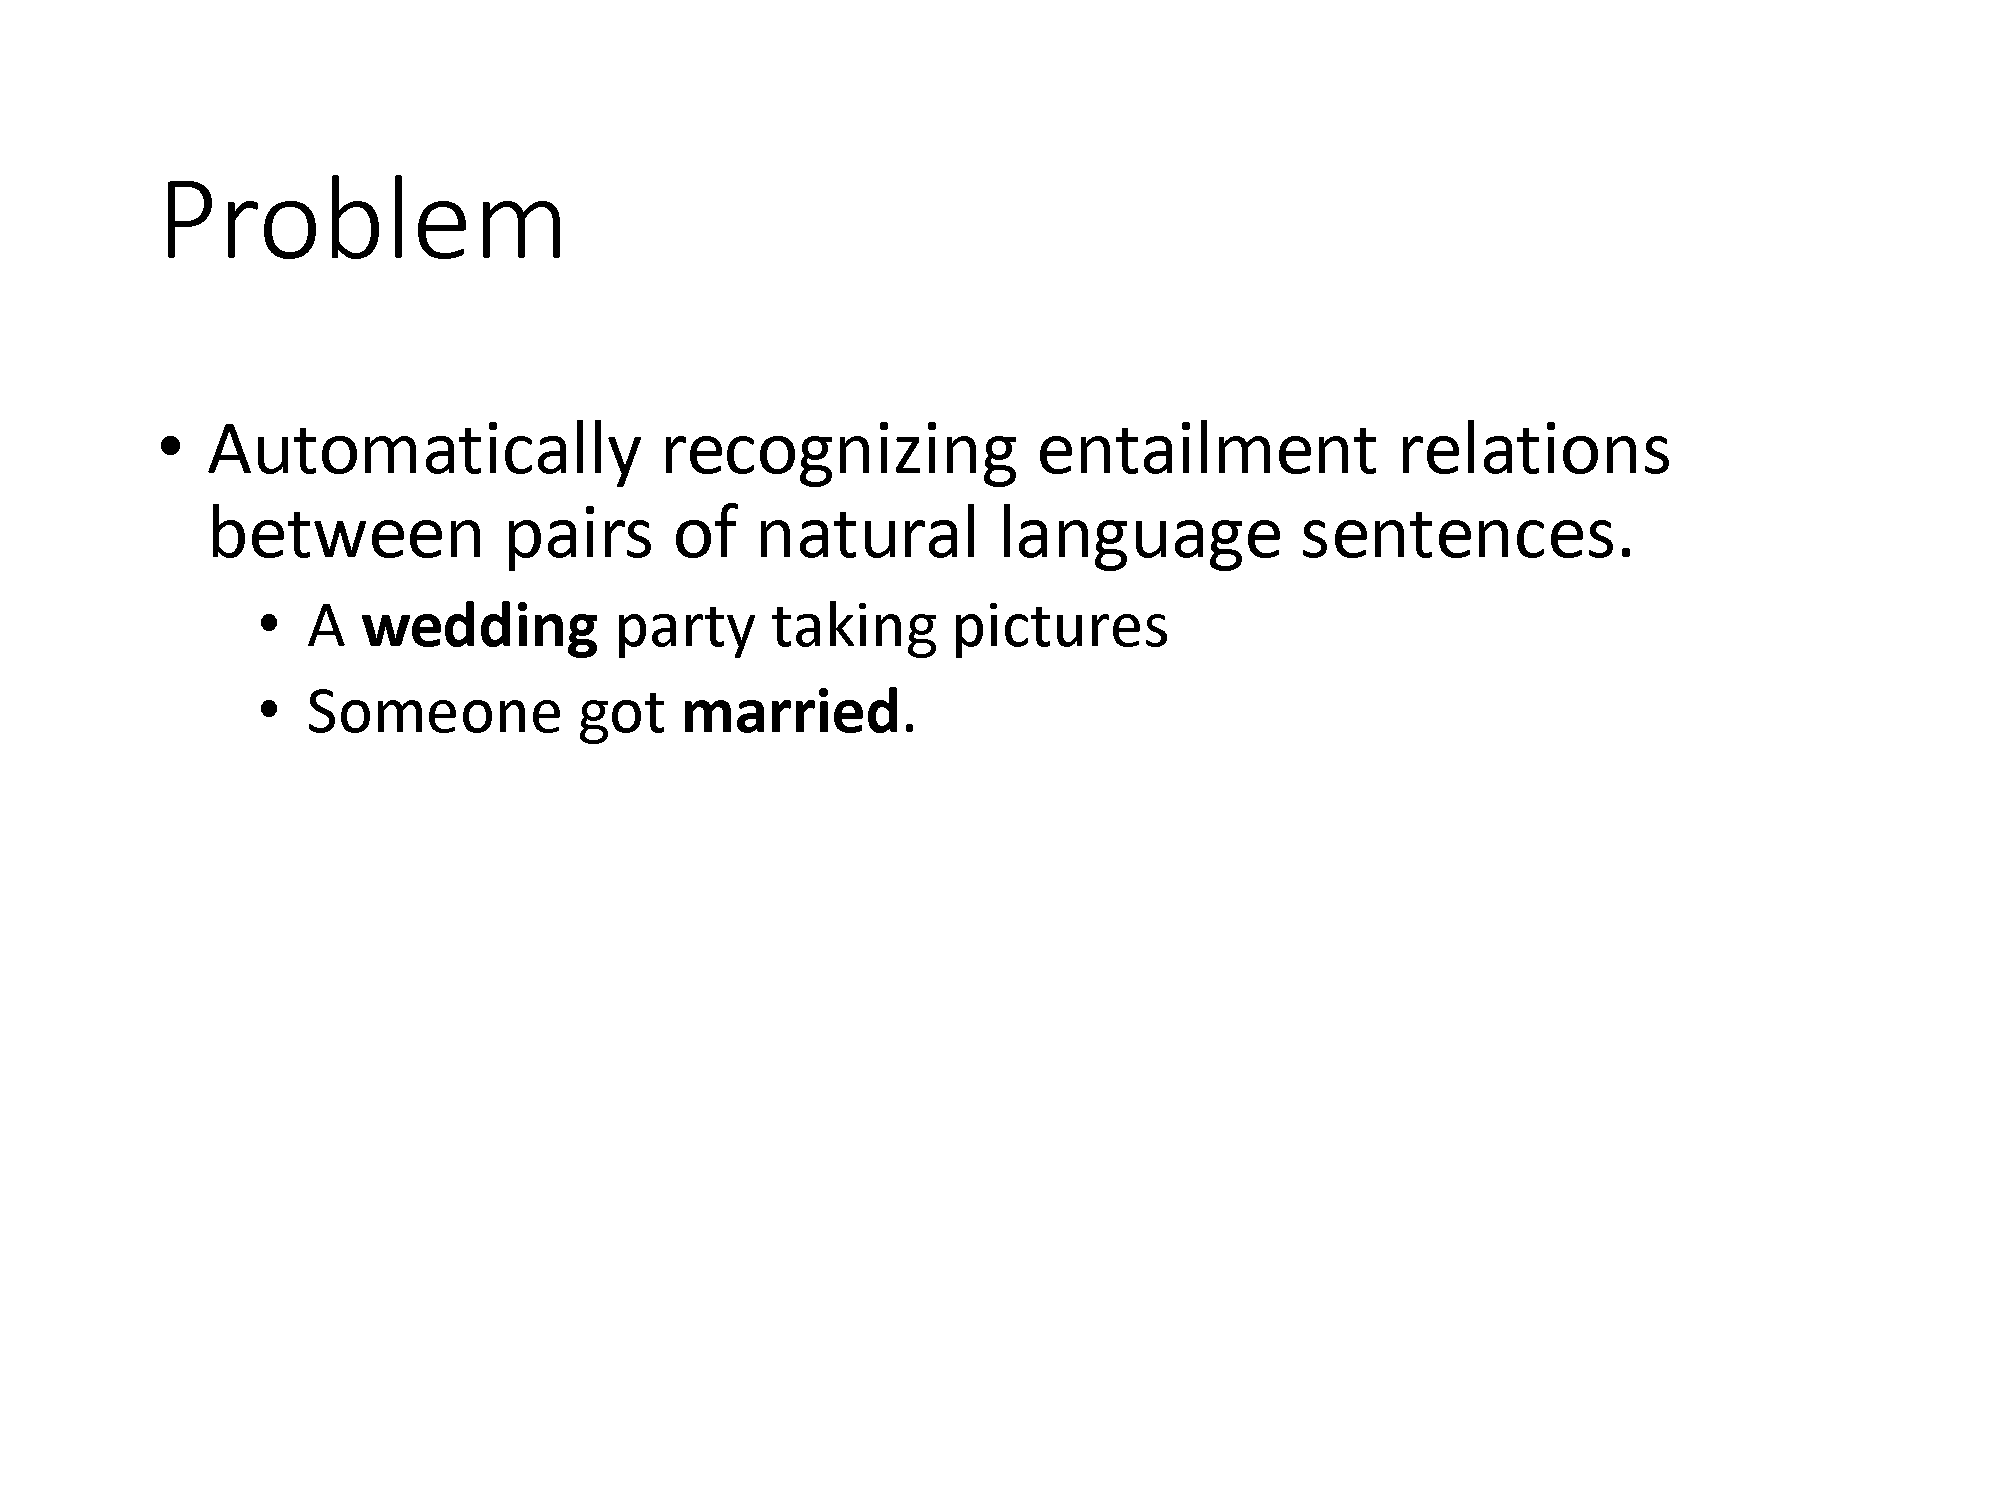 Problem
• Automatically recognizing entailment relations
between pairs of natural language sentences.
• A wedding party taking pictures
• Someone got married.